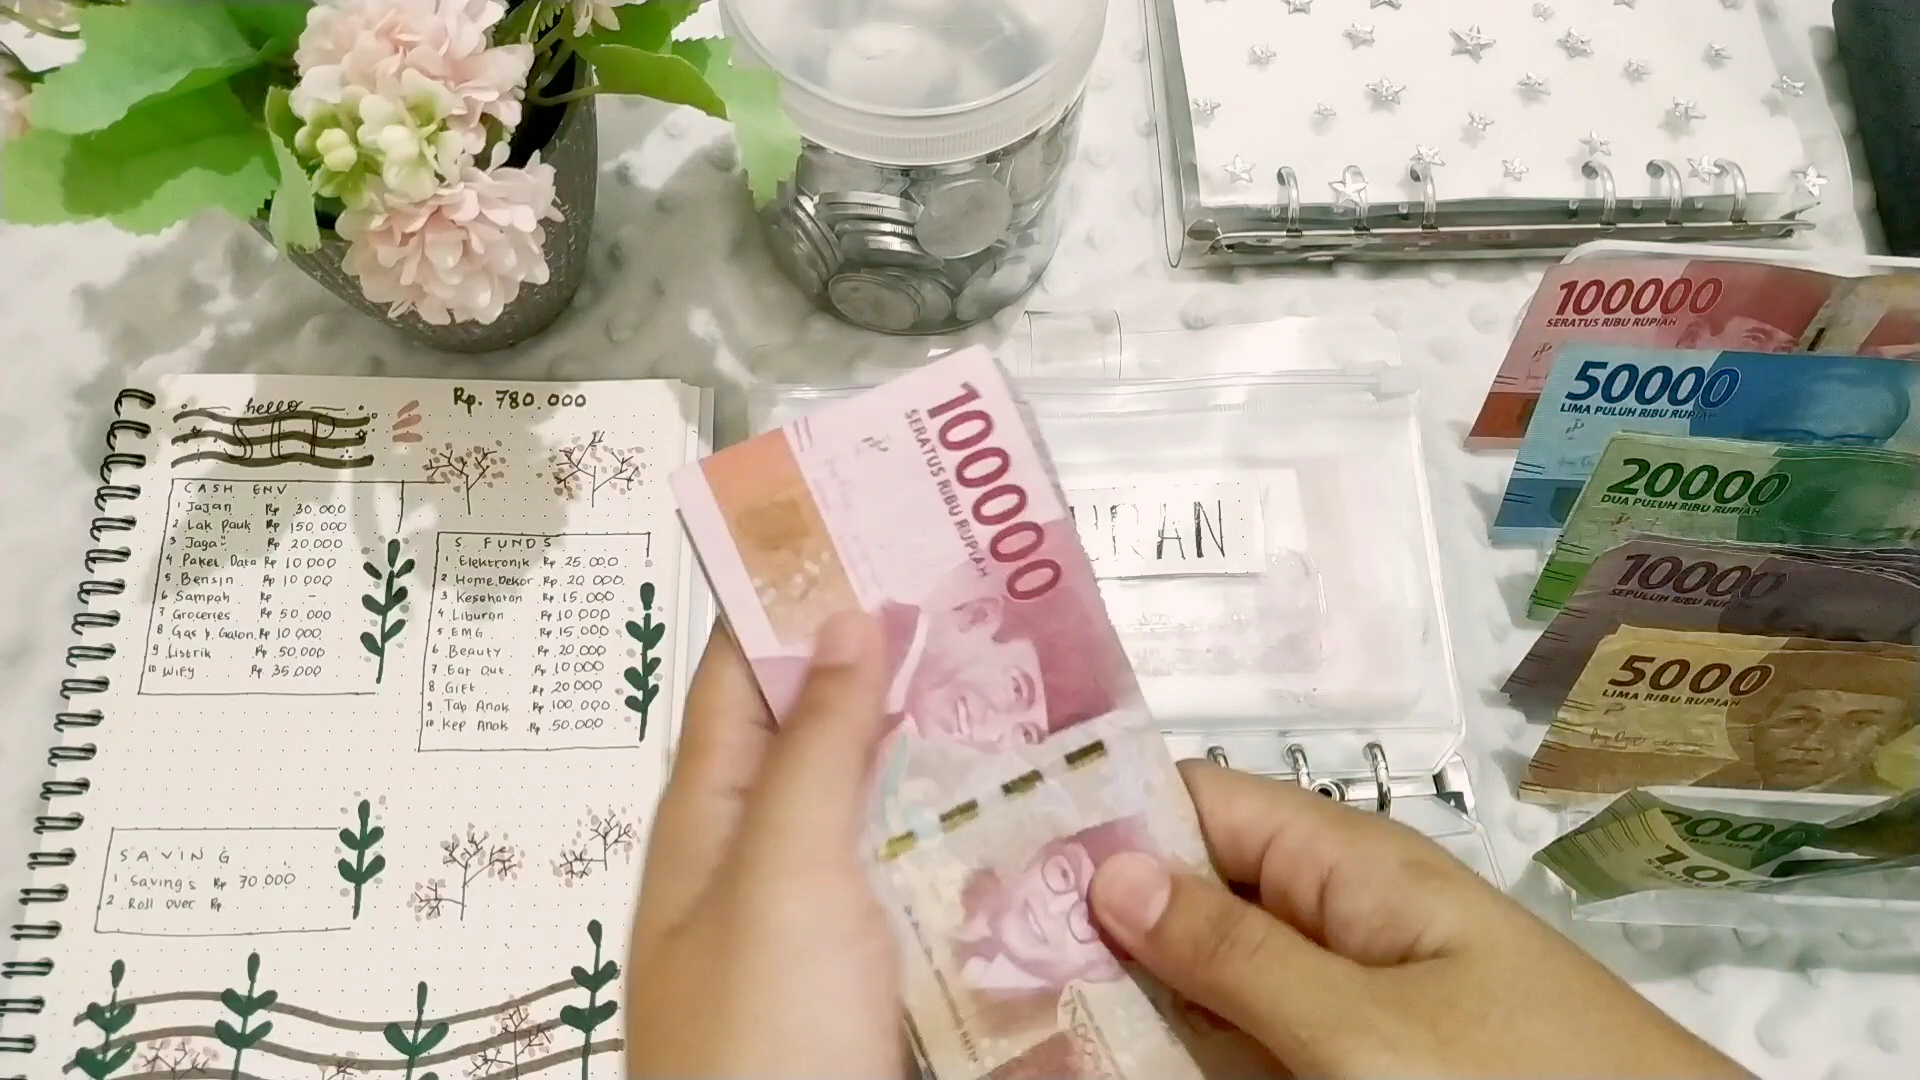 hello
SEP
Rp. 780.000
CASH ENV
1 Jajan Rp 30.000
2 Lak Pauk Rp 150 000
3 Jaga² Rp 20.000
4 Paket Data Rp 10 000
5 Bensin Rp 10 000
6 Sampah Rp -
7 Groceries Rp 50.000
8 Gas & Galon Rp 10 000
9 Listrik Rp 50.000
10 Wify Rp 35.000
S. FUNDS
1. Elektronik Rp. 25.000
2 Home Dekor Rp. 20 000
3. Kesehatan Rp. 15.000
4 Liburan Rp 10 000
5 EMG Rp. 15.000
6 Beauty Rp. 20.000
7 Eat Out Rp 10 000
8 Gift Rp 20 000
9 Tab Anak Rp. 100.000
10 Kep Anak Rp. 50.000
SAVING
1 Savings Rp 70.000
2 Roll over Rp
100000
SERATUS RIBU RUPIAH
URAN
100000
SERATUS RIBU RUPIAH
50000
LIMA PULUH RIBU RUPIAH
20000
DUA PULUH RIBU RUPIAH
10000
SEPULUH RIBU RUPIAH
5000
LIMA RIBU RUPIAH
2000